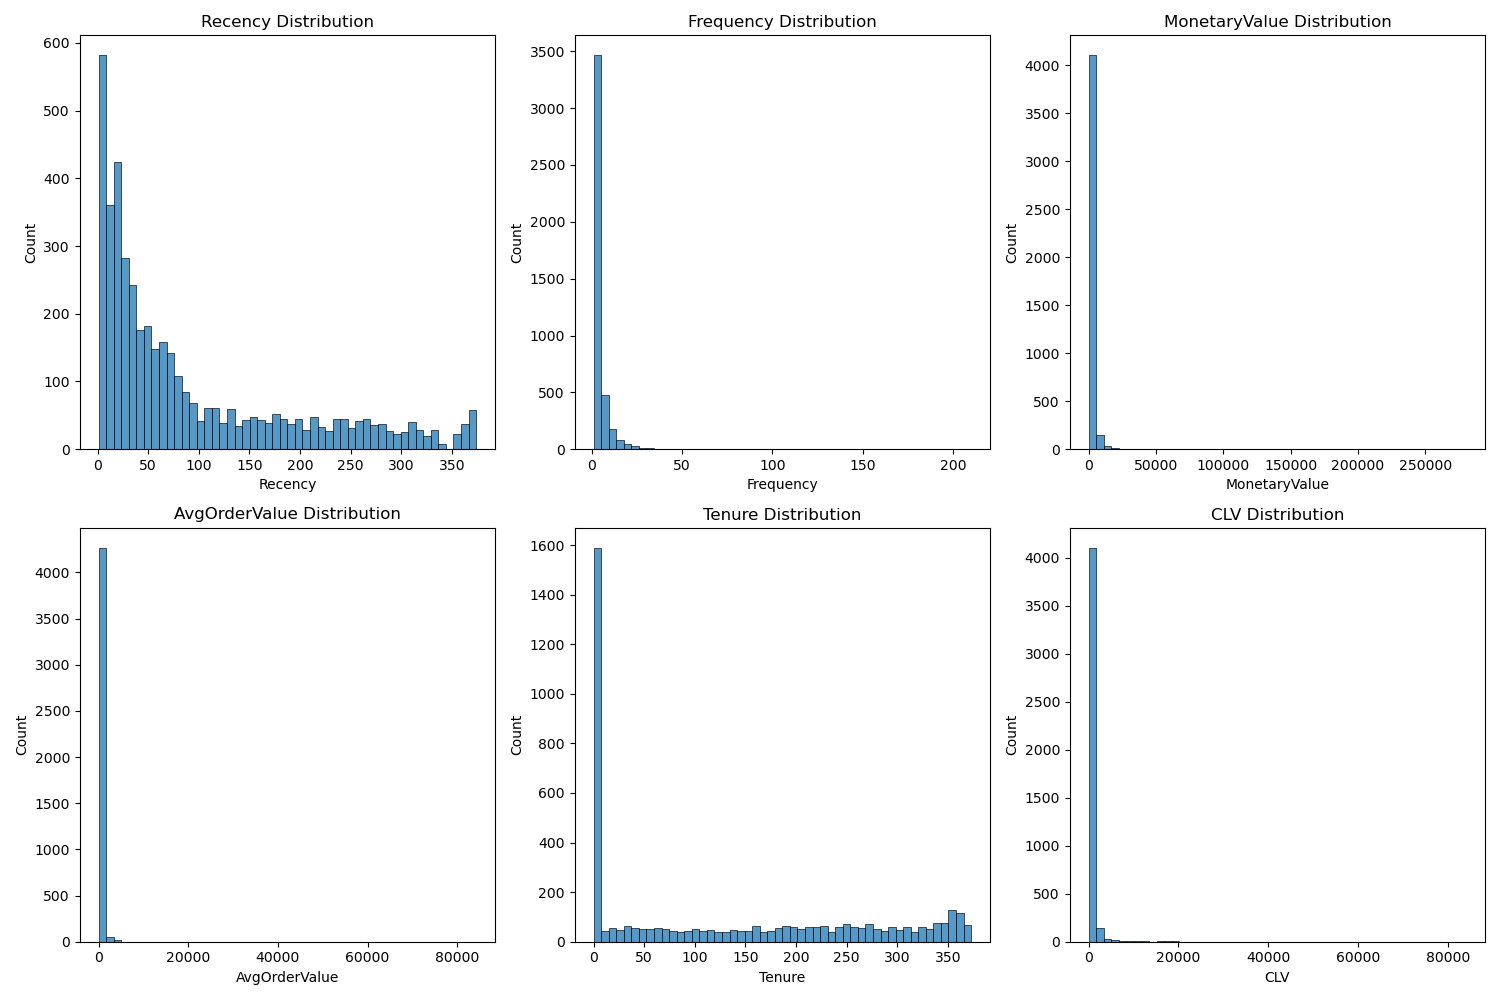 Recency Distribution
600
500
400
300
200
100
0
Count
0 50 100 150 200 250 300 350
Recency
Frequency Distribution
3500
3000
2500
2000
1500
1000
500
0
Count
0 50 100 150 200
Frequency
MonetaryValue Distribution
4000
3500
3000
2500
2000
1500
1000
500
0
Count
0 50000 100000 150000 200000 250000
MonetaryValue
AvgOrderValue Distribution
4000
3500
3000
2500
2000
1500
1000
500
0
Count
0 20000 40000 60000 80000
AvgOrderValue
Tenure Distribution
1600
1400
1200
1000
800
600
400
200
0
Count
0 50 100 150 200 250 300 350
Tenure
CLV Distribution
4000
3500
3000
2500
2000
1500
1000
500
0
Count
0 20000 40000 60000 80000
CLV